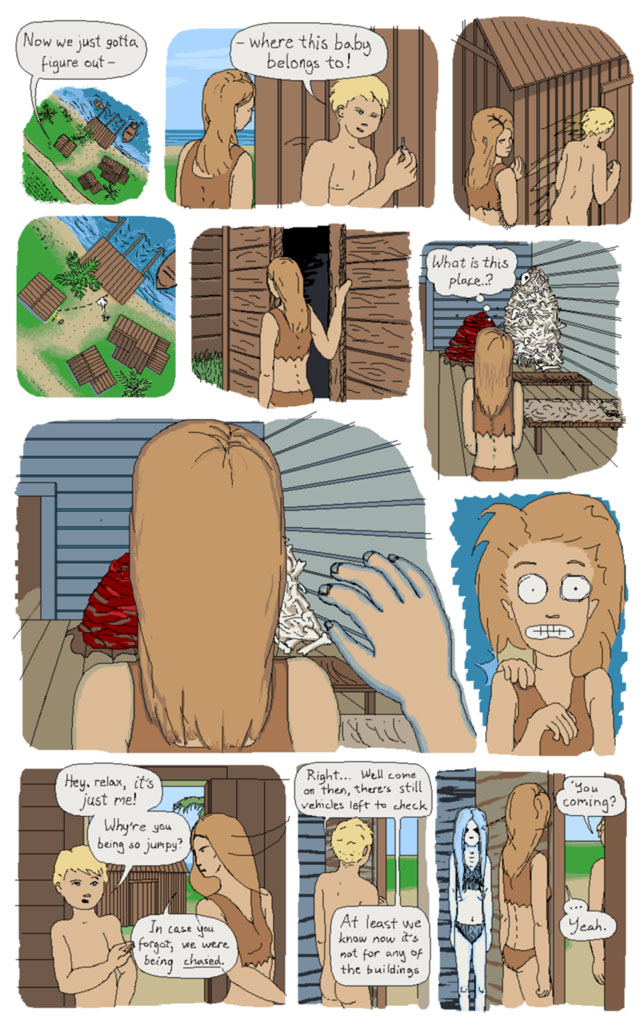 Now we just gotta
figure out –
– where this baby
belongs to!
What is this
place..?
Hey, relax, it's
just me!
Why're you
being so jumpy?
In case you
forgot, we were
being chased.
Right... Well come
on then, there's still
vehicles left to check
At least we
know now it's
not for any of
the buildings
You
coming?
...
Yeah.